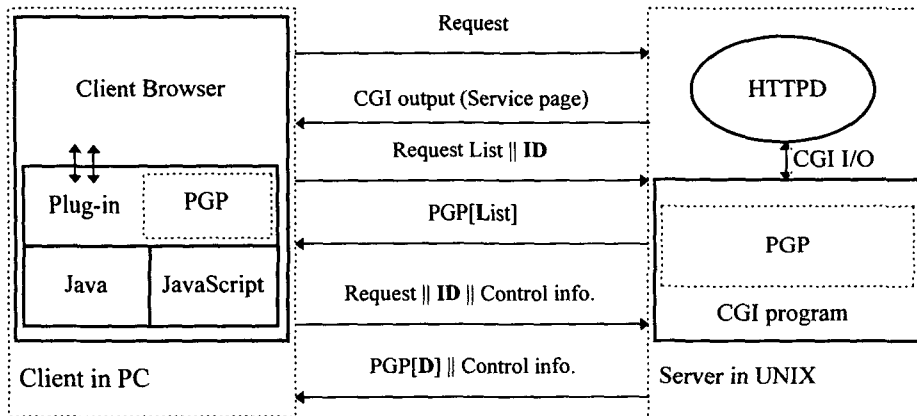 Request
Client Browser
HTTPD
CGI output (Service page)
CGI I/O
Request List || ID
Plug-in
PGP
PGP[List]
PGP
Java
JavaScript
Request || ID || Control info.
CGI program
PGP[D] || Control info.
Client in PC
Server in UNIX